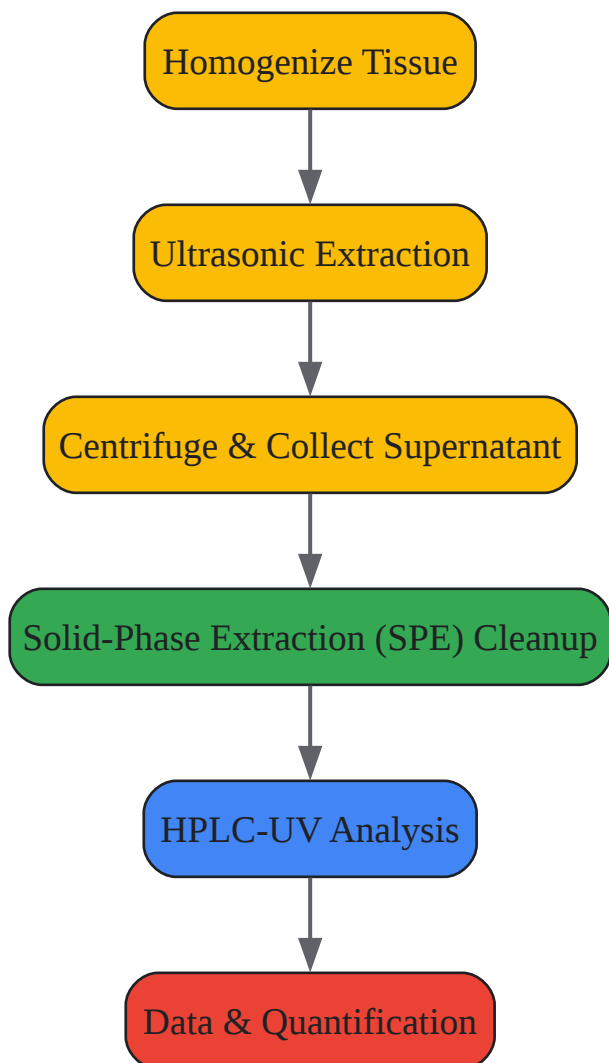 Homogenize Tissue
Ultrasonic Extraction
Centrifuge & Collect Supernatant
Solid-Phase Extraction (SPE) Cleanup
HPLC-UV Analysis
Data & Quantification